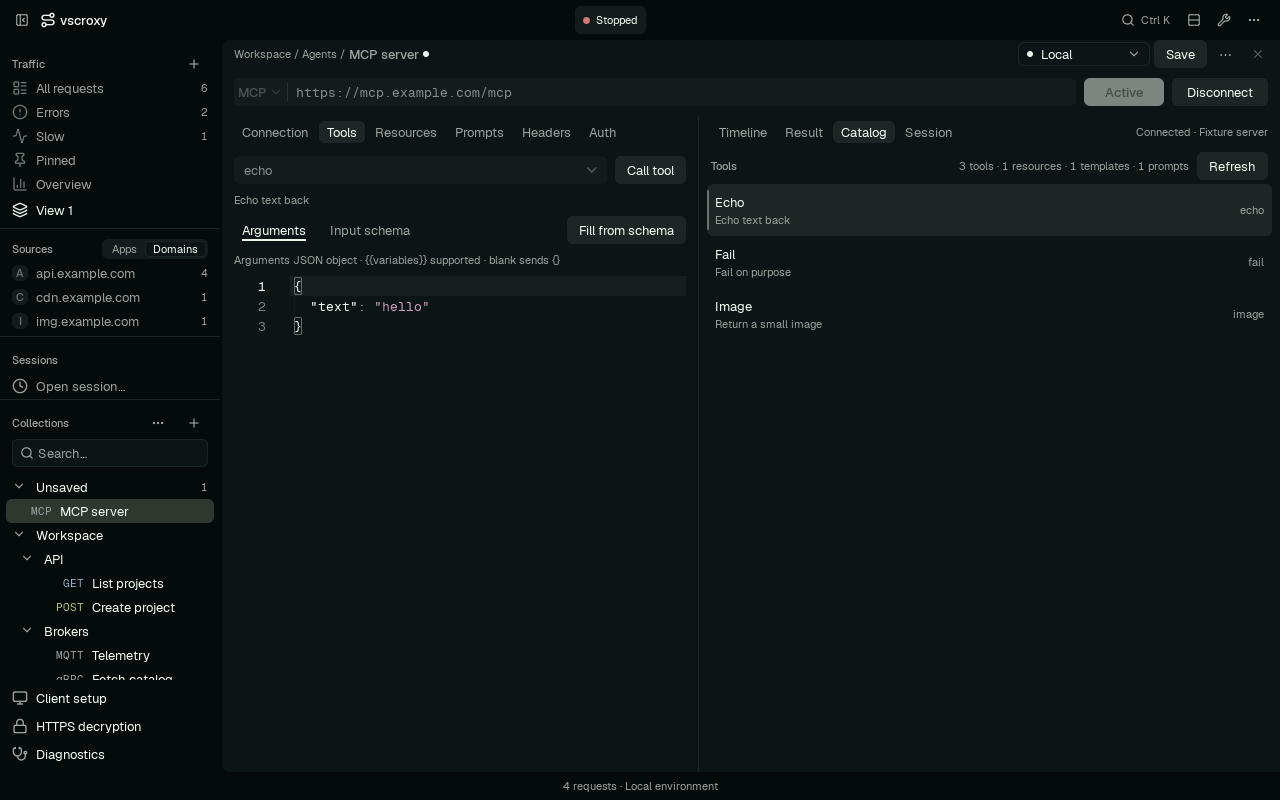 vscroxy
Stopped
Ctrl K
Traffic
All requests 6
Errors 2
Slow 1
Pinned
Overview
View 1
Sources Apps Domains
A api.example.com 4
C cdn.example.com 1
I img.example.com 1
Sessions
Open session...
Collections
Search...
Unsaved 1
MCP MCP server
Workspace
API
GET List projects
POST Create project
Brokers
MQTT Telemetry
gRPC Fetch catalog
Client setup
HTTPS decryption
Diagnostics
Workspace / Agents / MCP server
Local
Save
MCP https://mcp.example.com/mcp
Active
Disconnect
Connection Tools Resources Prompts Headers Auth
echo
Call tool
Echo text back
Arguments Input schema
Fill from schema
Arguments JSON object · {{variables}} supported · blank sends {}
1 {
2 "text": "hello"
3 }
Timeline Result Catalog Session
Connected · Fixture server
Tools
3 tools · 1 resources · 1 templates · 1 prompts
Refresh
Echo
Echo text back
echo
Fail
Fail on purpose
fail
Image
Return a small image
image
4 requests · Local environment